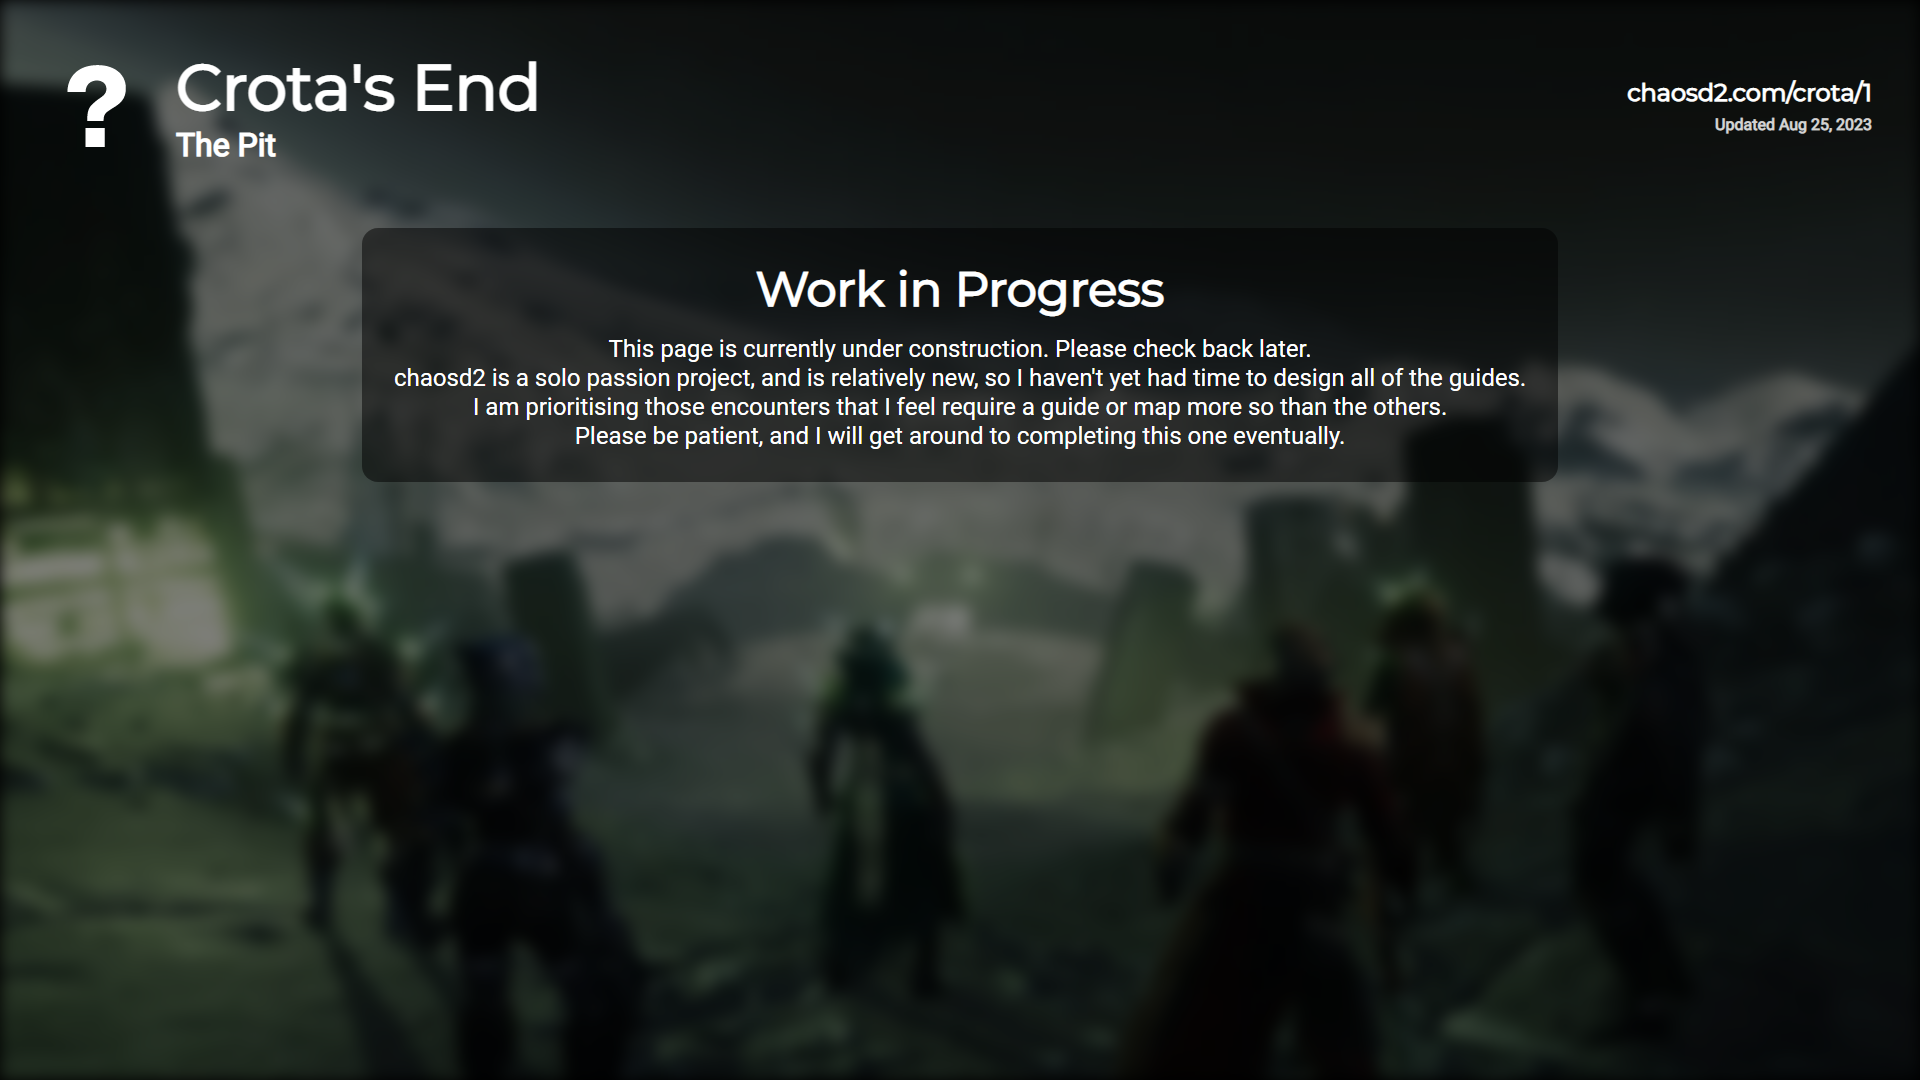 ?
Crota's End
The Pit
chaosd2.com/crota/1
Updated Aug 25, 2023
Work in Progress
This page is currently under construction. Please check back later.
chaosd2 is a solo passion project, and is relatively new, so I haven't yet had time to design all of the guides.
I am prioritising those encounters that I feel require a guide or map more so than the others.
Please be patient, and I will get around to completing this one eventually.